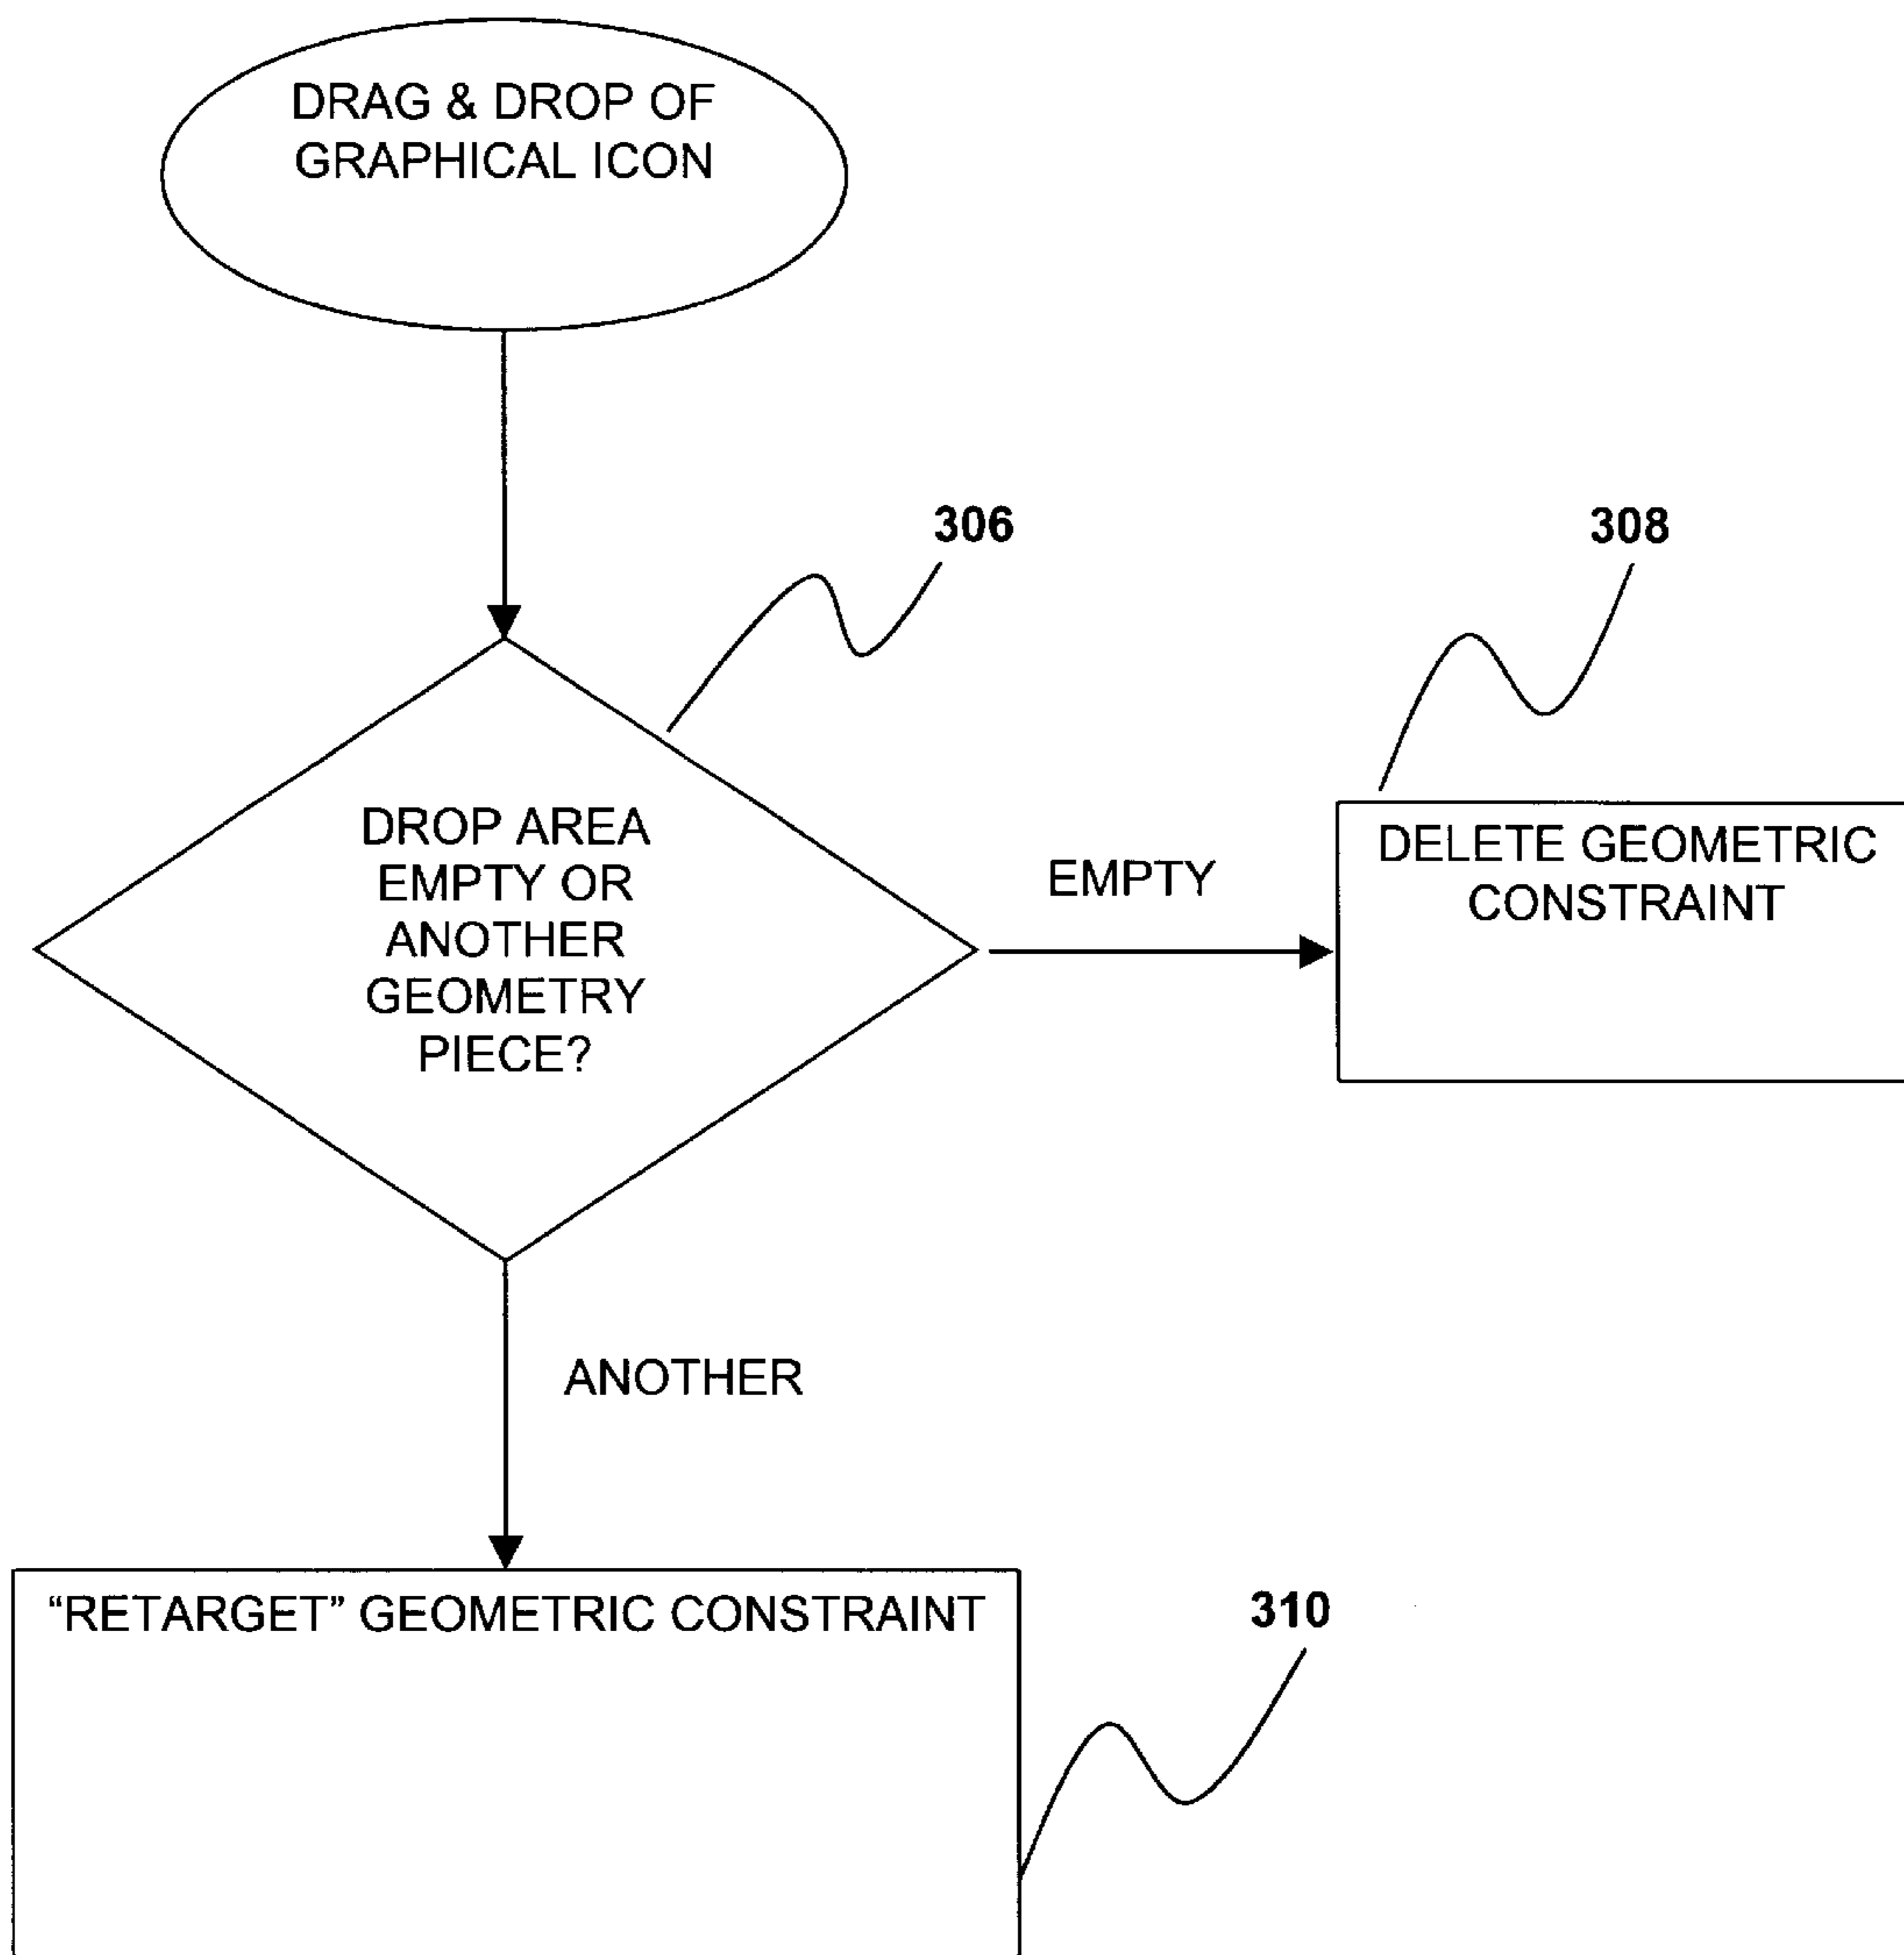 DRAG & DROP OF
GRAPHICAL ICON
306
308
DROP AREA
EMPTY OR
ANOTHER
GEOMETRY
PIECE?
EMPTY
DELETE GEOMETRIC
CONSTRAINT
ANOTHER
“RETARGET” GEOMETRIC CONSTRAINT
310